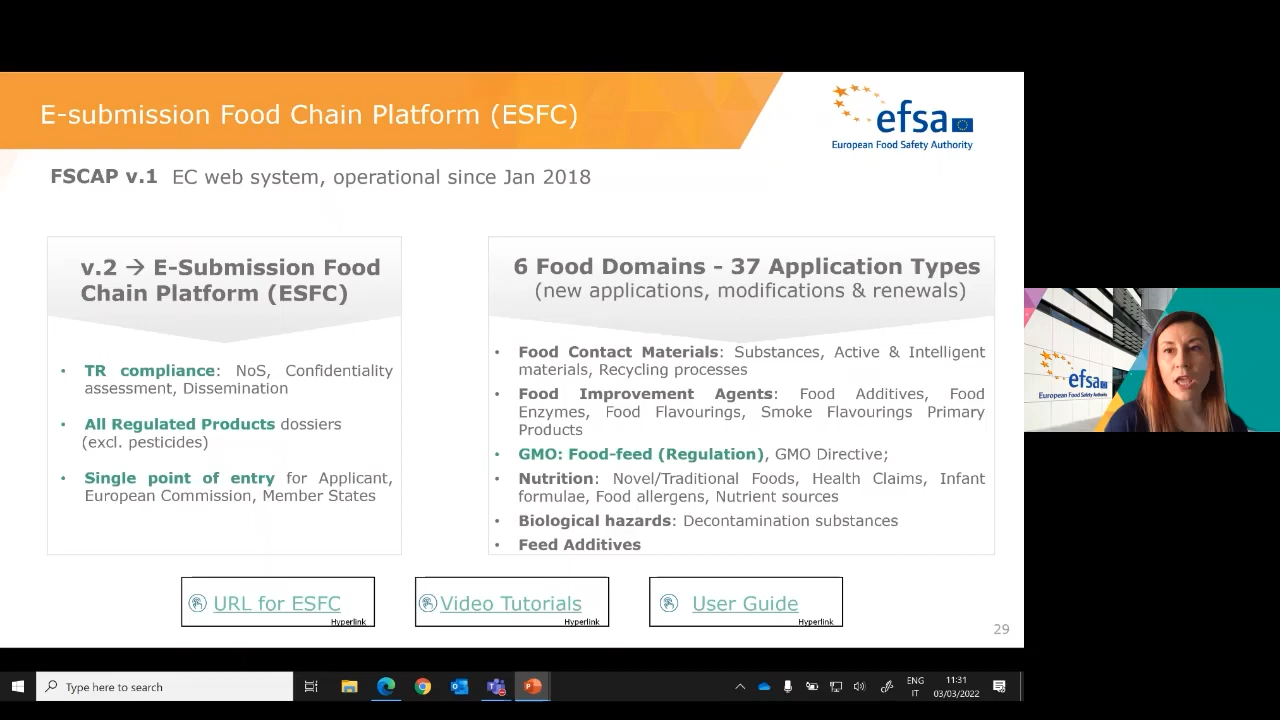 E-submission Food Chain Platform (ESFC)
efsa
European Food Safety Authority
FSCAP v.1 EC web system, operational since Jan 2018
v.2 → E-Submission Food
Chain Platform (ESFC)
• TR compliance: NoS, Confidentiality
assessment, Dissemination
• All Regulated Products dossiers
(excl. pesticides)
• Single point of entry for Applicant,
European Commission, Member States
6 Food Domains - 37 Application Types
(new applications, modifications & renewals)
• Food Contact Materials: Substances, Active & Intelligent
materials, Recycling processes
• Food Improvement Agents: Food Additives, Food
Enzymes, Food Flavourings, Smoke Flavourings Primary
Products
• GMO: Food-feed (Regulation), GMO Directive;
• Nutrition: Novel/Traditional Foods, Health Claims, Infant
formulae, Food allergens, Nutrient sources
• Biological hazards: Decontamination substances
• Feed Additives
URL for ESFC
Hyperlink
Video Tutorials
Hyperlink
User Guide
Hyperlink
29
efsa
European Food Safety Authority
Type here to search
ENG
IT
11:31
03/03/2022